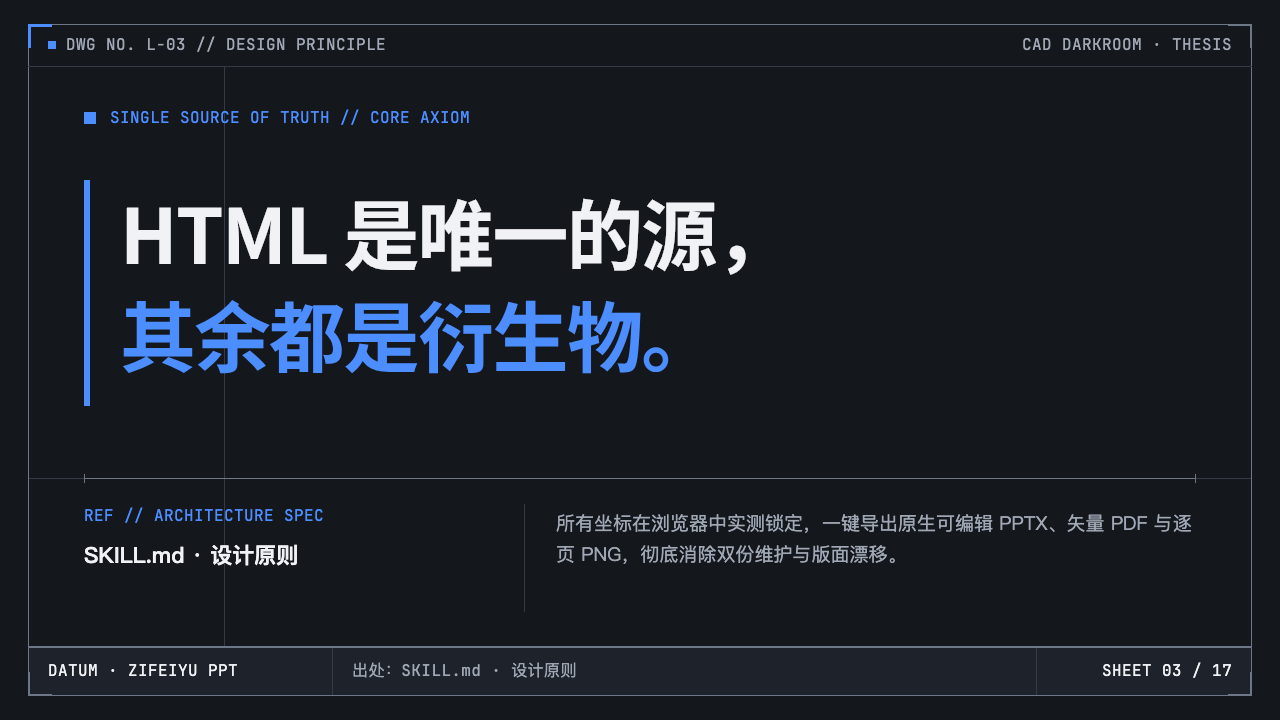 DWG NO. L-03 // DESIGN PRINCIPLE
CAD DARKROOM · THESIS
SINGLE SOURCE OF TRUTH // CORE AXIOM
HTML 是唯一的源，
其余都是衍生物。
REF // ARCHITECTURE SPEC
SKILL.md · 设计原则
所有坐标在浏览器中实测锁定，一键导出原生可编辑 PPTX、矢量 PDF 与逐
页 PNG，彻底消除双份维护与版面漂移。
DATUM · ZIFEIYU PPT
出处：SKILL.md · 设计原则
SHEET 03 / 17